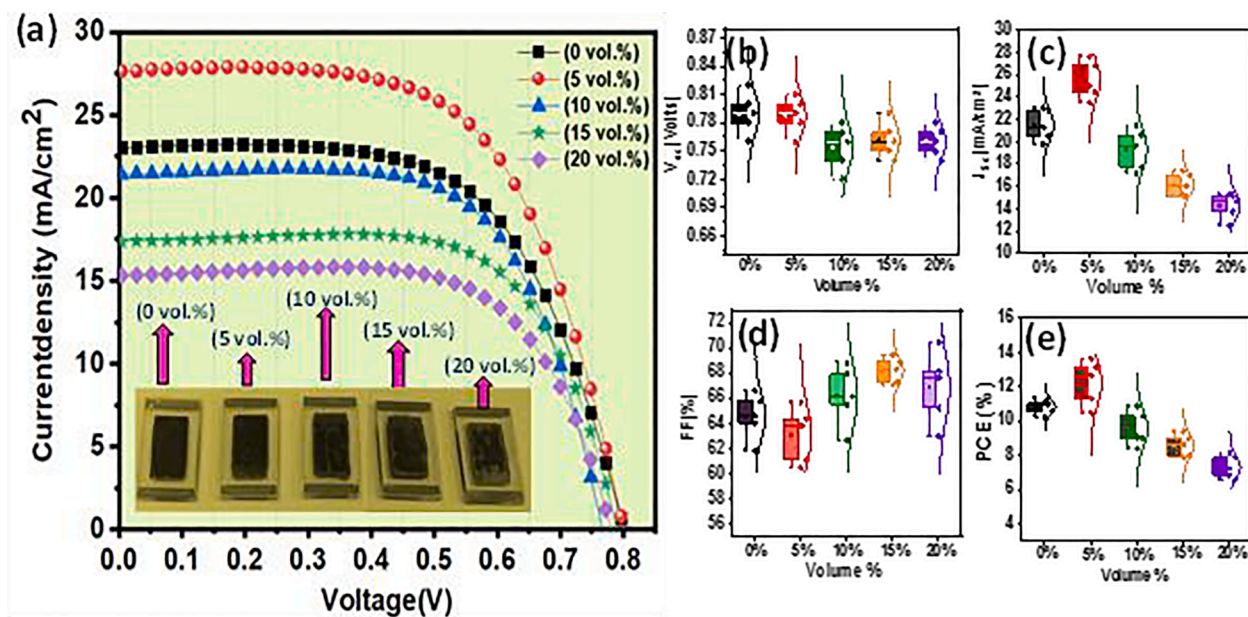 (a)
Currentdensity (mA/cm2)
30
25
20
15
10
5
0
(0 vol.%)
(5 vol.%)
(10 vol.%)
(15 vol.%)
(20 vol.%)
(0 vol.%)
(5 vol.%)
(10 vol.%)
(15 vol.%)
(20 vol.%)
0.0 0.1 0.2 0.3 0.4 0.5 0.6 0.7 0.8
Voltage(V)
(b)
0.87
0.84
0.81
0.78
0.75
0.72
0.69
0.66
0% 5% 10% 15% 20%
Volume %
(c)
30
28
26
24
22
20
18
16
14
12
0% 5% 10% 15% 20%
Volume %
(d)
FF[%]
72
70
68
66
64
62
60
58
56
0% 5% 10% 15% 20%
Volume %
(e)
PCE(%)
16
14
12
10
8
6
4
0% 5% 10% 15% 20%
Volume %